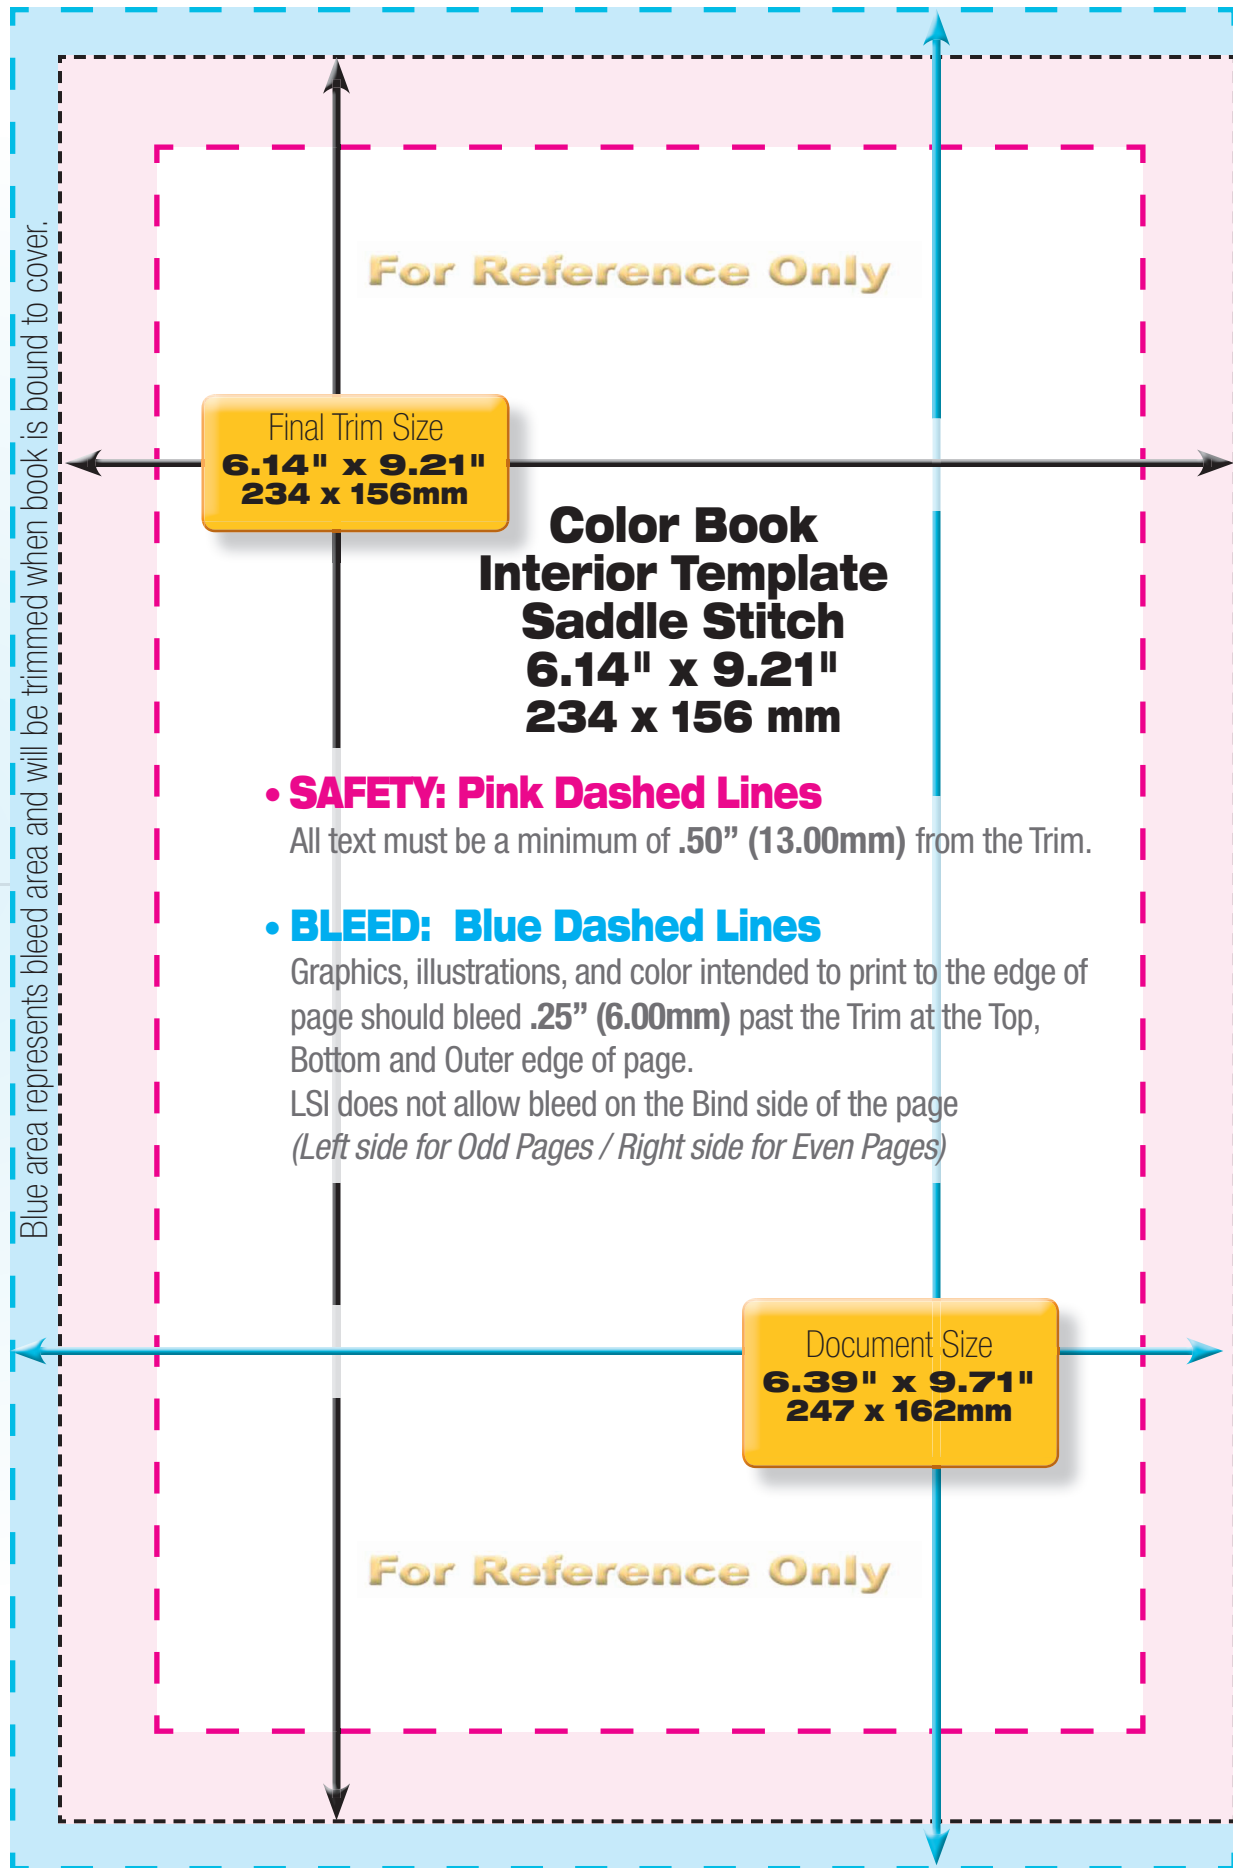 For Reference Only
Blue area represents bleed area and will be trimmed when book is bound to cover.
Final Trim Size
6.14" x 9.21"
234 x 156mm
Color Book
Interior Template
Saddle Stitch
6.14" x 9.21"
234 x 156 mm
• SAFETY: Pink Dashed Lines
All text must be a minimum of .50” (13.00mm) from the Trim.
• BLEED: Blue Dashed Lines
Graphics, illustrations, and color intended to print to the edge of
page should bleed .25” (6.00mm) past the Trim at the Top,
Bottom and Outer edge of page.
LSI does not allow bleed on the Bind side of the page
(Left side for Odd Pages / Right side for Even Pages)
Document Size
6.39" x 9.71"
247 x 162mm
For Reference Only